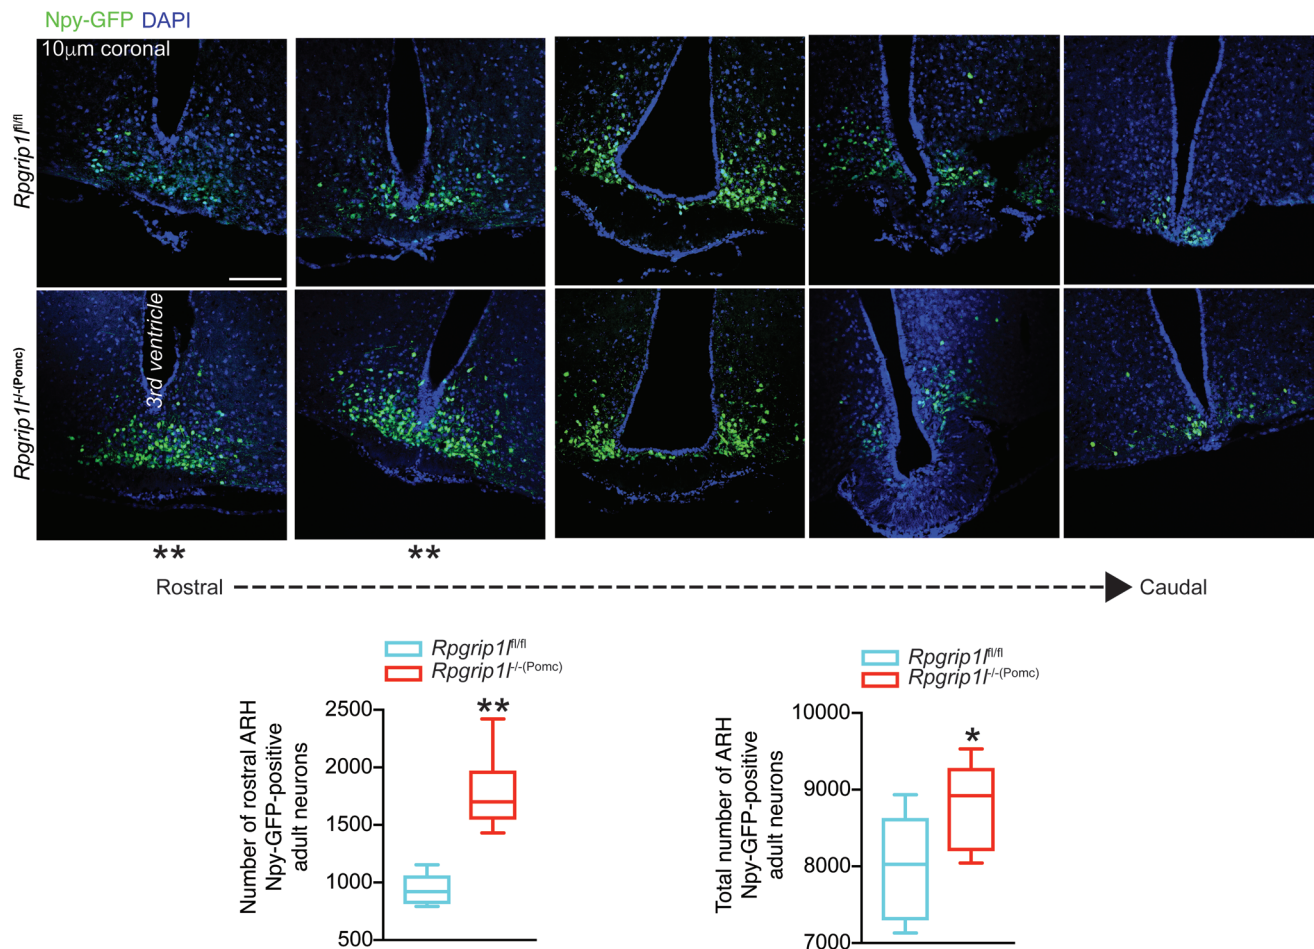 Npy-GFP DAPI
10μm coronal
Rpgrip1l fl/fl
Rpgrip1l -/-(Pomc)
3rd ventricle
** **
Rostral Caudal
Rpgrip1l fl/fl
Rpgrip1l -/-(Pomc)
Number of rostral ARH
Npy-GFP-positive
adult neurons
2500
2000
1500
1000
500
**
Rpgrip1l fl/fl
Rpgrip1l -/-(Pomc)
Total number of ARH
Npy-GFP-positive
adult neurons
10000
9000
8000
7000
*